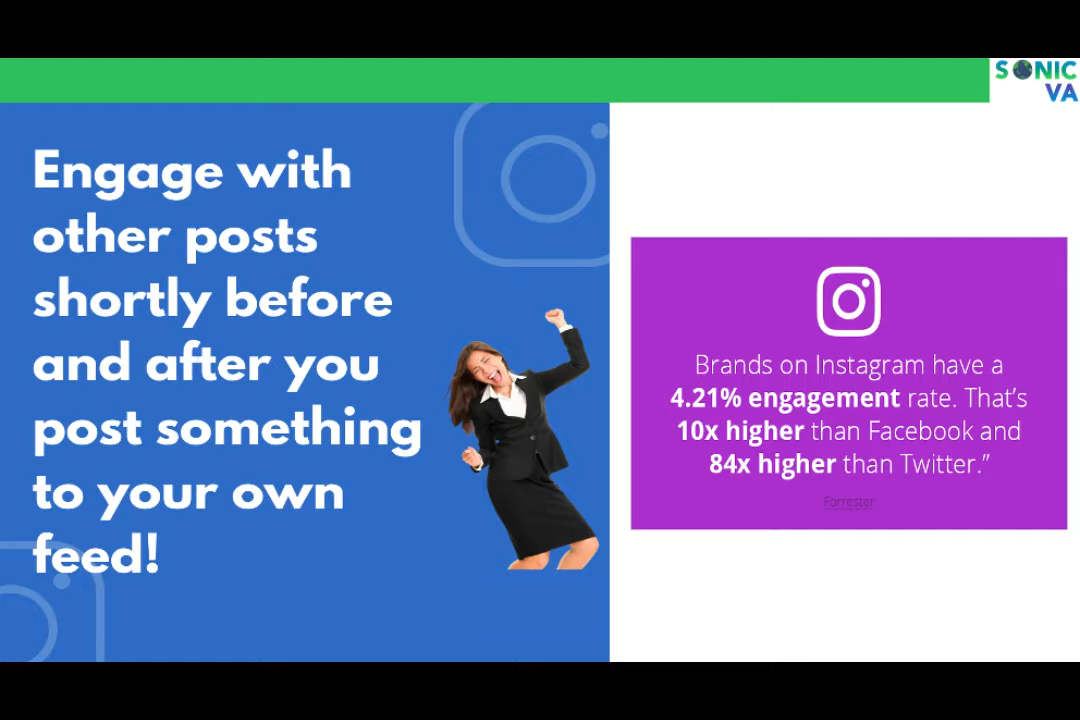 SONIC
VA
Engage with
other posts
shortly before
and after you
post something
to your own
feed!
Brands on Instagram have a
4.21% engagement rate. That's
10x higher than Facebook and
84x higher than Twitter.”
Forrester